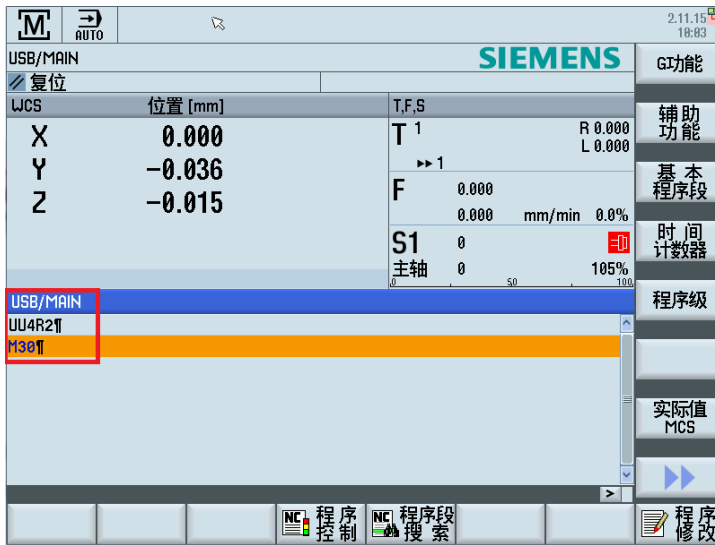 M
AUTO
2.11.15
10:03
USB/MAIN
SIEMENS
G功能
复位
WCS 位置 [mm] T,F,S
X 0.000
Y -0.036
Z -0.015
T 1 R 0.000
L 0.000
▸▸ 1
F 0.000
0.000 mm/min 0.0%
S1 0
主轴 0 105%
0 50 100
辅助
功能
基本
程序段
时间
计数器
程序级
实际值
MCS
USB/MAIN
UU4R2¶
M30¶
NC 程序
控制
NC 程序段
搜索
程序
修改